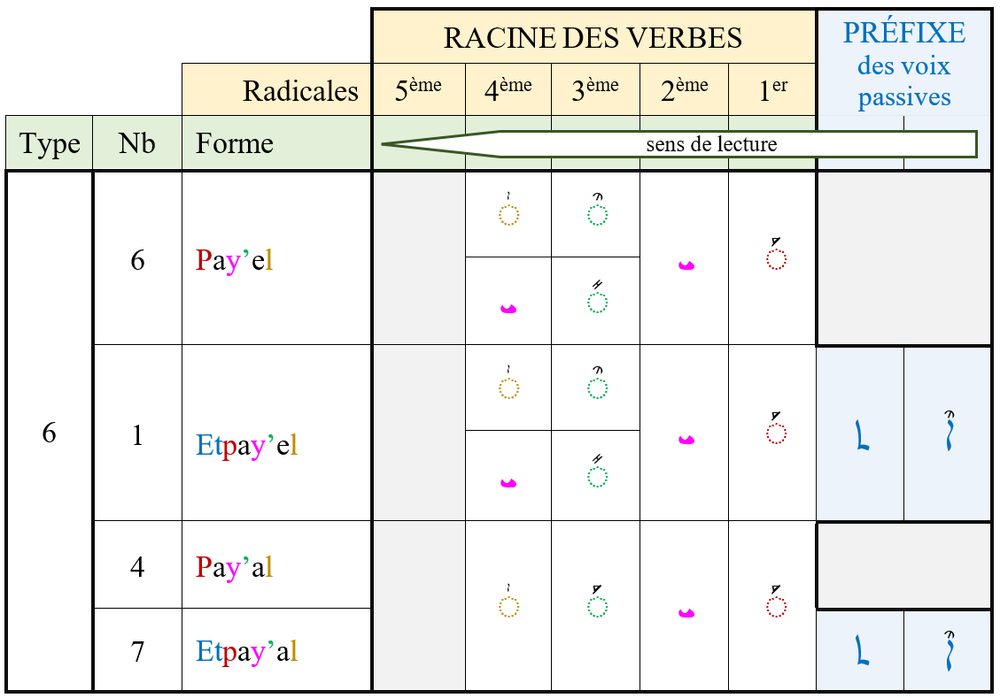 RACINE DES VERBES
PRÉFIXE
des voix
passives
Radicales
5ème
4ème
3ème
2ème
1er
Type
Nb
Forme
sens de lecture
6
6
Pay’el
◌ܶ
ܝ
◌ܰ
ܝ
◌ܺ
1
Etpay’el
◌ܶ
ܝ
◌ܰ
ܬ
ܐܶ
ܝ
◌ܺ
4
Pay’al
◌ܰ
ܝ
◌ܰ
7
Etpay’al
ܬ
ܐܶ